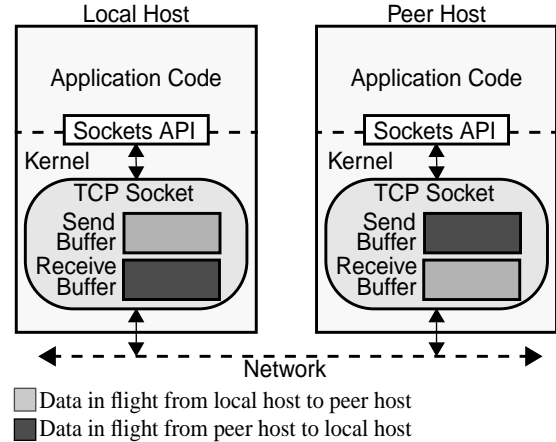 Local Host
Peer Host
Application Code
Application Code
Sockets API
Sockets API
Kernel
Kernel
TCP Socket
TCP Socket
Send
Buffer
Send
Buffer
Receive
Buffer
Receive
Buffer
Network
Data in flight from local host to peer host
Data in flight from peer host to local host